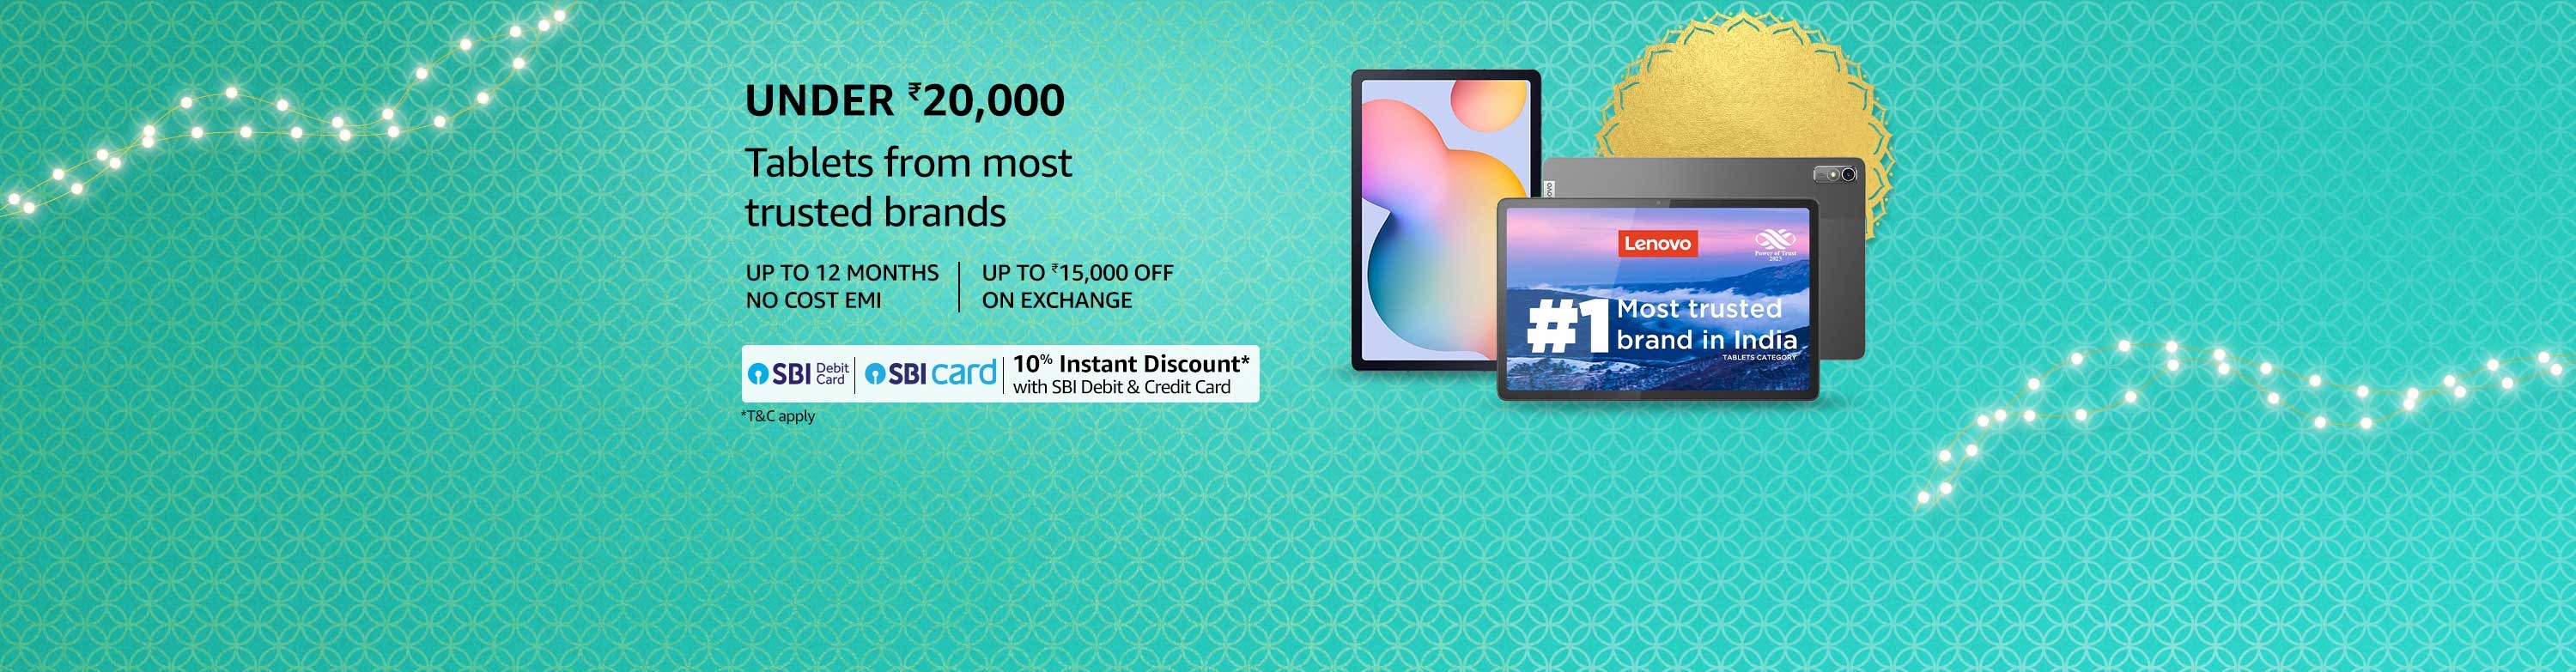 UNDER ₹20,000
Tablets from most
trusted brands
UP TO 12 MONTHS
NO COST EMI
UP TO ₹15,000 OFF
ON EXCHANGE
SBI Debit Card
SBI card
10% Instant Discount*
with SBI Debit & Credit Card
*T&C apply
Lenovo
Power of Trust
2023
#1 Most trusted
brand in India
TABLETS CATEGORY